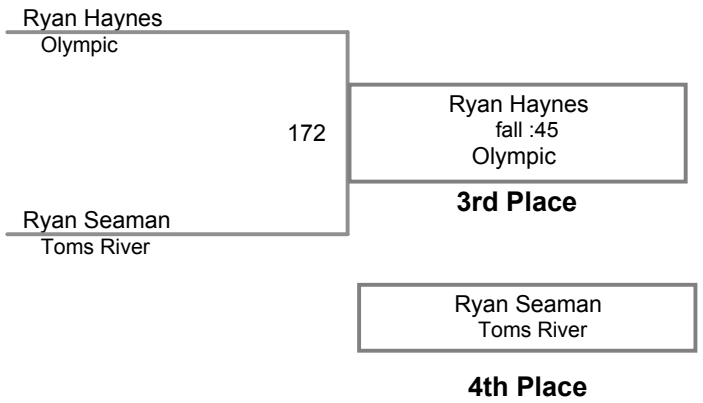 Ryan Haynes
Olympic
172
Ryan Haynes
fall :45
Olympic
3rd Place
Ryan Seaman
Toms River
Ryan Seaman
Toms River
4th Place